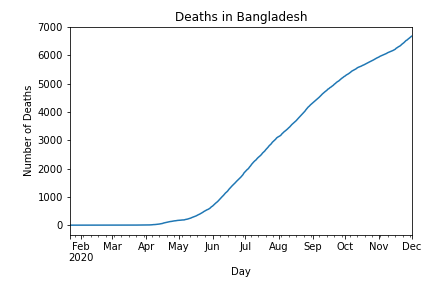 Deaths in Bangladesh
7000
6000
5000
4000
3000
2000
1000
0
Number of Deaths
Feb Mar Apr May Jun Jul Aug Sep Oct Nov Dec
2020
Day